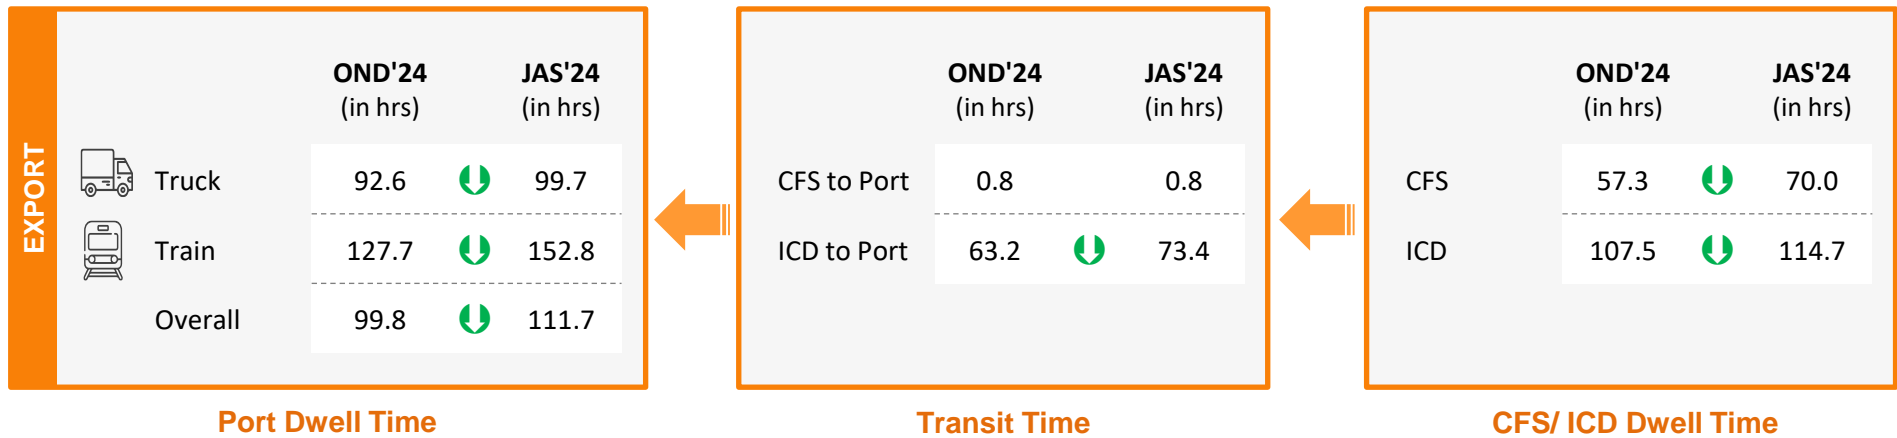 EXPORT
OND'24 JAS'24
(in hrs) (in hrs)
Truck 92.6 99.7
Train 127.7 152.8
Overall 99.8 111.7
Port Dwell Time
OND'24 JAS'24
(in hrs) (in hrs)
CFS to Port 0.8 0.8
ICD to Port 63.2 73.4
Transit Time
OND'24 JAS'24
(in hrs) (in hrs)
CFS 57.3 70.0
ICD 107.5 114.7
CFS/ ICD Dwell Time